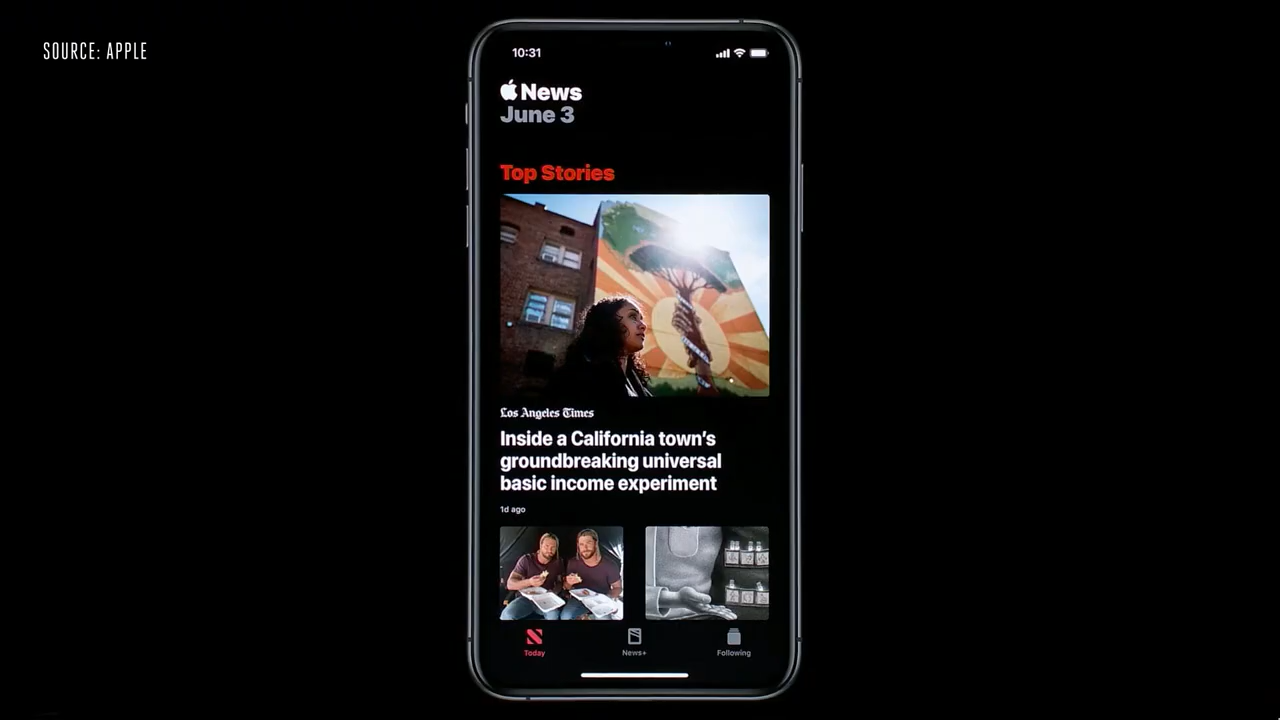 SOURCE: APPLE
10:31
News
June 3
Top Stories
Los Angeles Times
Inside a California town's
groundbreaking universal
basic income experiment
1d ago
Today
News+
Following